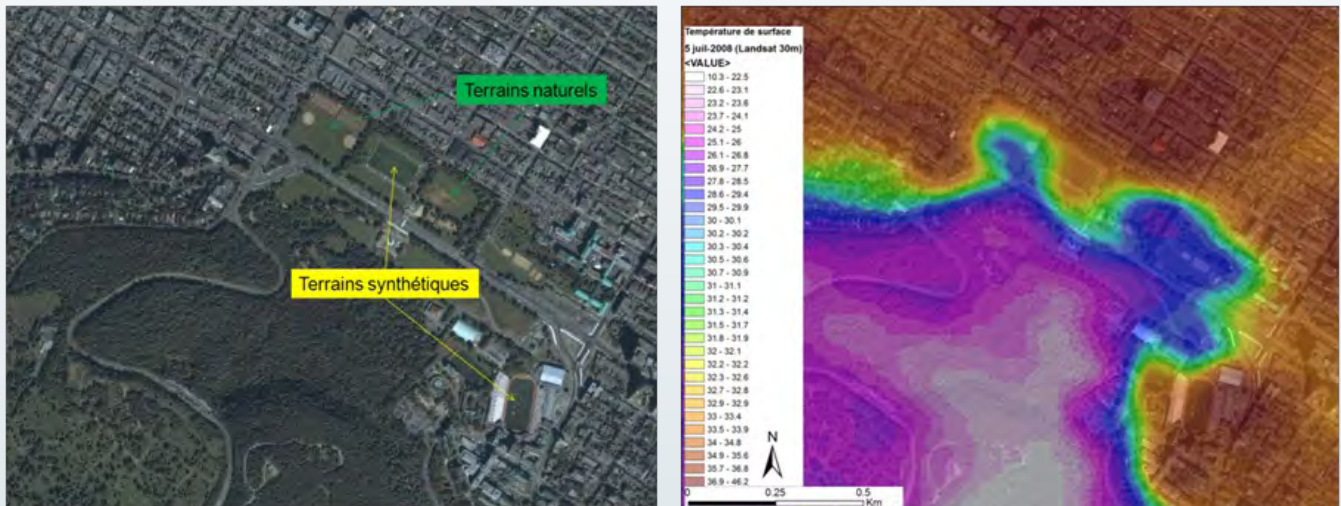 Terrains naturels
Terrains synthétiques
Température de surface
5 juil-2008 (Landsat 30m)
<VALUE>
10.3 - 22.5
22.6 - 23.1
23.2 - 23.6
23.7 - 24.1
24.2 - 25
25.1 - 26
26.1 - 26.8
26.9 - 27.7
27.8 - 28.5
28.6 - 29.4
29.5 - 29.9
30 - 30.1
30.2 - 30.2
30.3 - 30.4
30.5 - 30.6
30.7 - 30.9
31 - 31.1
31.2 - 31.2
31.3 - 31.4
31.5 - 31.7
31.8 - 31.9
32 - 32.1
32.2 - 32.2
32.3 - 32.6
32.7 - 32.8
32.9 - 32.9
33 - 33.4
33.5 - 33.9
34 - 34.8
34.9 - 35.6
35.7 - 36.8
36.9 - 46.2
N
0 0.25 0.5
Km